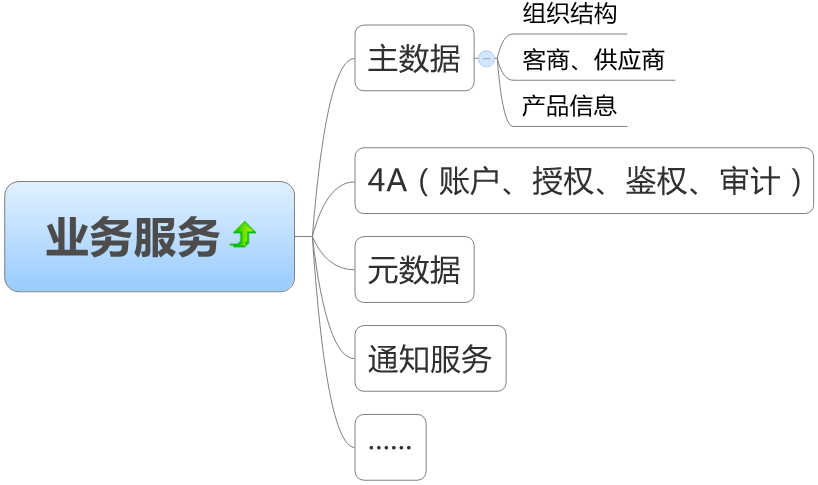 业务服务
主数据
组织结构
客商、供应商
产品信息
4A（账户、授权、鉴权、审计）
元数据
通知服务
……